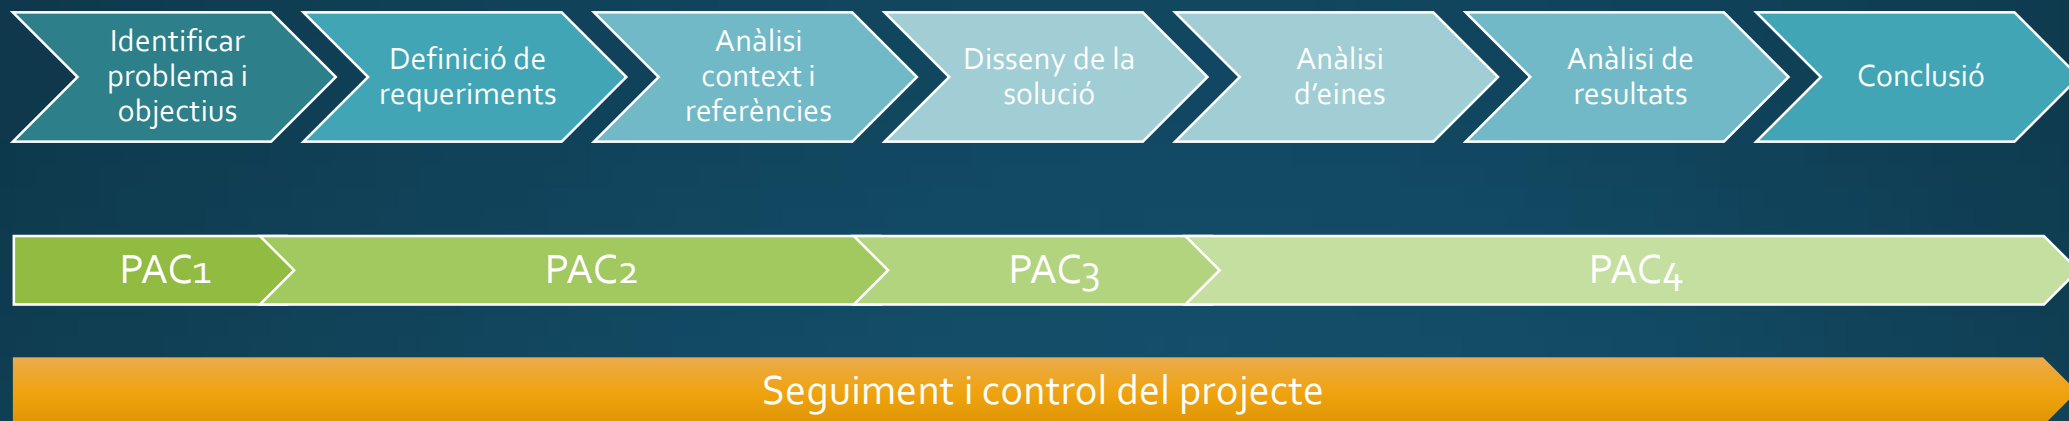 Identificar
problema i
objectius
Definició de
requeriments
Anàlisi
context i
referències
Disseny de la
solució
Anàlisi
d'eines
Anàlisi de
resultats
Conclusió
PAC1
PAC2
PAC3
PAC4
Seguiment i control del projecte